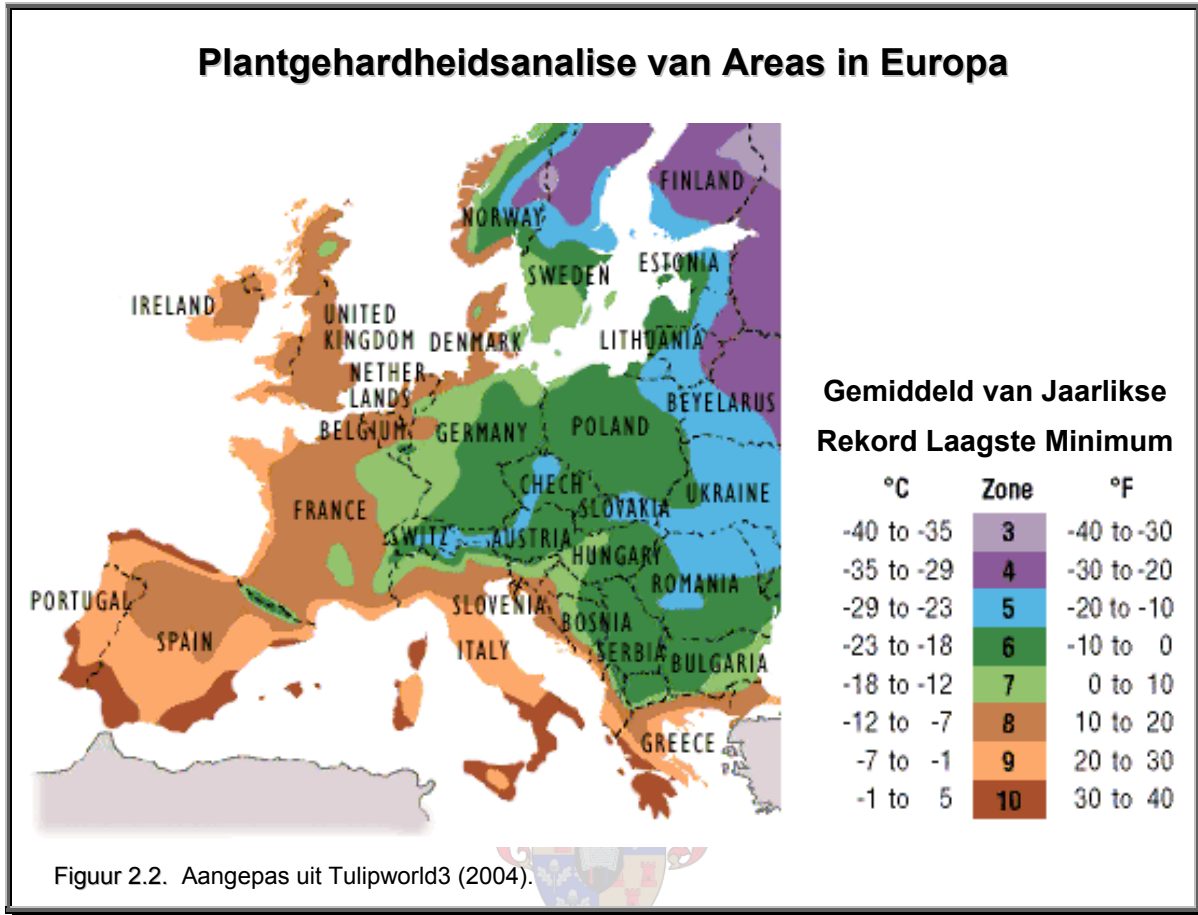 Plantgehardheidsanalise van Areas in Europa
FINLAND
NORWAY
SWEDEN
ESTONIA
IRELAND
UNITED
KINGDOM
DENMARK
LITHUANIA
NETHER-
LANDS
BEYELARUS
BELGIUM
GERMANY
POLAND
CHECH
UKRAINE
FRANCE
SLOVAKIA
SWITZ
AUSTRIA
HUNGARY
ROMANIA
PORTUGAL
SLOVENIA
BOSNIA
SPAIN
ITALY
SERBIA
BULGARIA
GREECE
Gemiddeld van Jaarlikse
Rekord Laagste Minimum
°C Zone °F
-40 to -35 3 -40 to -30
-35 to -29 4 -30 to -20
-29 to -23 5 -20 to -10
-23 to -18 6 -10 to 0
-18 to -12 7 0 to 10
-12 to -7 8 10 to 20
-7 to -1 9 20 to 30
-1 to 5 10 30 to 40
Figuur 2.2. Aangepas uit Tulipworld3 (2004).